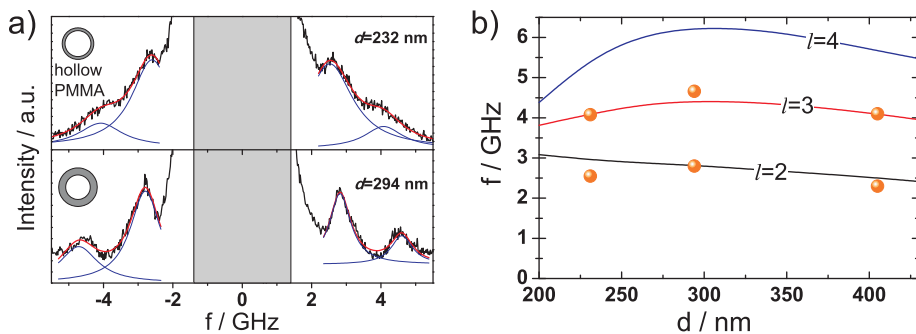 a)
hollow
PMMA
d=232 nm
d=294 nm
Intensity / a.u.
-4 -2 0 2 4
f / GHz
b)
6
5
4
3
2
1
0
f / GHz
l=4
l=3
l=2
200 250 300 350 400
d / nm